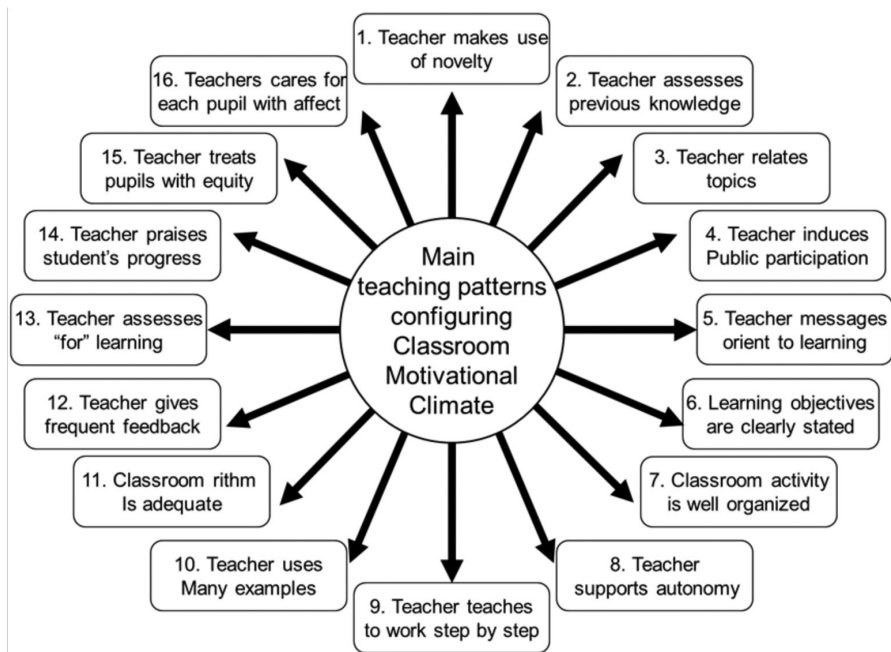 Main
teaching patterns
configuring
Classroom
Motivational
Climate
1. Teacher makes use
of novelty
2. Teacher assesses
previous knowledge
3. Teacher relates
topics
4. Teacher induces
Public participation
5. Teacher messages
orient to learning
6. Learning objectives
are clearly stated
7. Classroom activity
is well organized
8. Teacher
supports autonomy
9. Teacher teaches
to work step by step
10. Teacher uses
Many examples
11. Classroom rithm
Is adequate
12. Teacher gives
frequent feedback
13. Teacher assesses
“for” learning
14. Teacher praises
student’s progress
15. Teacher treats
pupils with equity
16. Teachers cares for
each pupil with affect